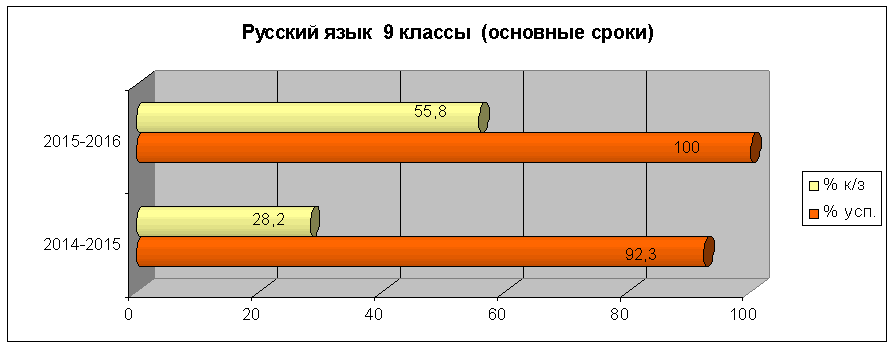 Русский язык 9 классы (основные сроки)
2015-2016
55,8
100
2014-2015
28,2
92,3
0 20 40 60 80 100
% к/з
% усп.